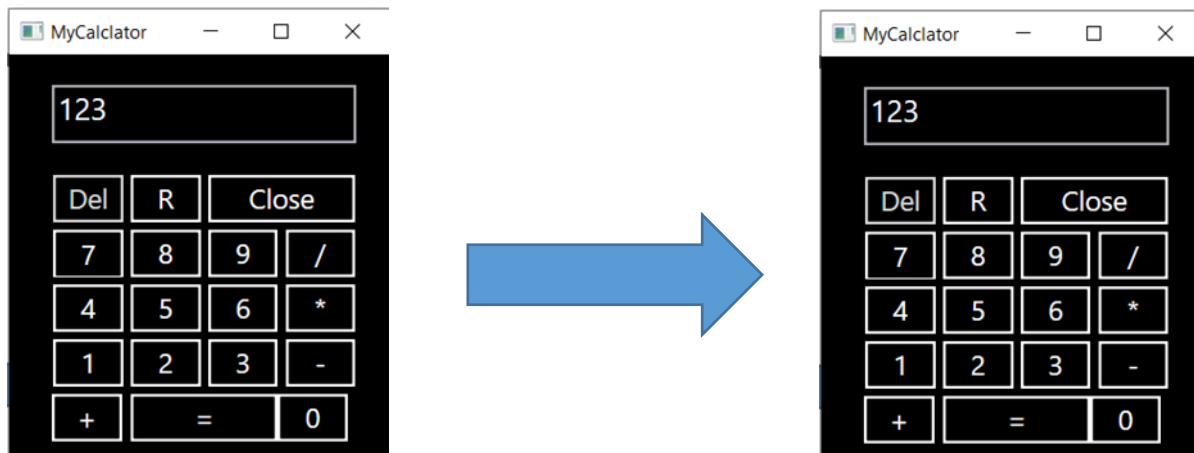 MyCalclator
123
Del R Close
7 8 9 /
4 5 6 *
1 2 3 -
+ = 0
MyCalclator
123
Del R Close
7 8 9 /
4 5 6 *
1 2 3 -
+ = 0